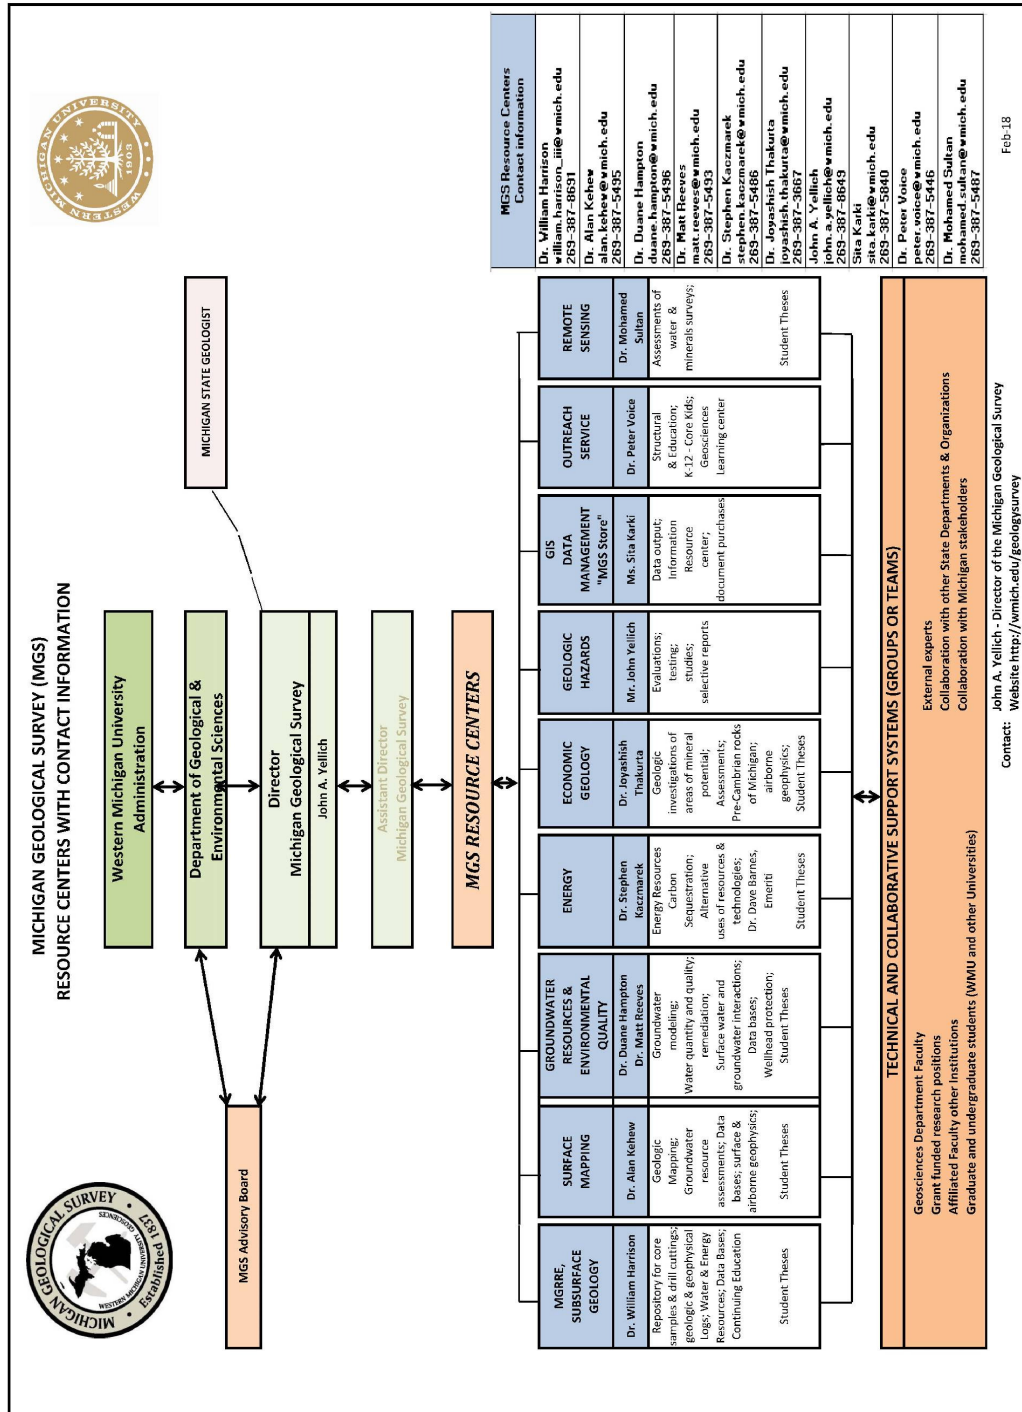 MICHIGAN GEOLOGICAL SURVEY (MGS)
RESOURCE CENTERS WITH CONTACT INFORMATION
MICHIGAN GEOLOGICAL SURVEY
Established 1837
WESTERN MICHIGAN UNIVERSITY GEOSCIENCES
WESTERN MICHIGAN UNIVERSITY
1903
Western Michigan University
Administration
Department of Geological &
Environmental Sciences
MGS Advisory Board
MICHIGAN STATE GEOLOGIST
Director
Michigan Geological Survey
John A. Yellich
Assistant Director
Michigan Geological Survey
MGS RESOURCE CENTERS
MGRRE,
SUBSURFACE
GEOLOGY
Dr. William Harrison
Repository for core
samples & drill cuttings;
geologic & geophysical
Logs; Water & Energy
Resources; Data Bases;
Continuing Education
Student Theses
SURFACE
MAPPING
Dr. Alan Kehew
Geologic
Mapping;
Groundwater
resource
assessments; Data
bases; surface &
airborne geophysics;
Student Theses
GROUNDWATER
RESOURCES &
ENVIRONMENTAL
QUALITY
Dr. Duane Hampton
Dr. Matt Reeves
Groundwater
modeling;
Water quantity and quality;
remediation;
Surface water and
groundwater interactions;
Data bases;
Wellhead protection;
Student Theses
ENERGY
Dr. Stephen
Kaczmarek
Energy Resources
Carbon
Sequestration;
Alternative
uses of resources &
technologies;
Dr. Dave Barnes,
Emeriti
Student Theses
ECONOMIC
GEOLOGY
Dr. Joyashish
Thakurta
Geologic
investigations of
areas of mineral
potential;
Assessments;
Pre-Cambrian rocks
of Michigan;
airborne
geophysics;
Student Theses
GEOLOGIC
HAZARDS
Mr. John Yellich
Evaluations;
testing;
studies;
selective reports
GIS
DATA
MANAGEMENT
"MGS Store"
Ms. Sita Karki
Data output;
Information
Resource
center;
document purchases
OUTREACH
SERVICE
Dr. Peter Voice
Structural
& Education;
K-12 - Core Kids;
Geosciences
Learning center
REMOTE
SENSING
Dr. Mohamed
Sultan
Assessments of
water &
minerals surveys;
Student Theses
MGS Resource Centers
Contact information
Dr. William Harrison
william.harrison_iii@wmich.edu
269-387-8691
Dr. Alan Kehev
alan.kehev@wmich.edu
269-387-5495
Dr. Duane Hampton
duane.hampton@wmich.edu
269-387-5496
Dr. Matt Reeves
matt.reeves@wmich.edu
269-387-5493
Dr. Stephen Kaczmarek
stephen.kaczmarek@wmich.edu
269-387-5486
Dr. Joyashish Thakurta
joyashish.thakurta@wmich.edu
269-387-3667
John A. Yellich
john.a.yellich@wmich.edu
269-387-8649
Sita Karki
sita.karki@wmich.edu
269-387-5840
Dr. Peter Voice
peter.voice@wmich.edu
269-387-5446
Dr. Mohamed Sultan
mohamed.sultan@wmich.edu
269-387-5487
TECHNICAL AND COLLABORATIVE SUPPORT SYSTEMS (GROUPS OR TEAMS)
Geosciences Department Faculty
Grant funded research positions
Affiliated Faculty other Institutions
Graduate and undergraduate students (WMU and other Universities)
External experts
Collaboration with other State Departments & Organizations
Collaboration with Michigan stakeholders
Contact: John A. Yellich - Director of the Michigan Geological Survey
Website http://wmich.edu/geologysurvey
Feb-18